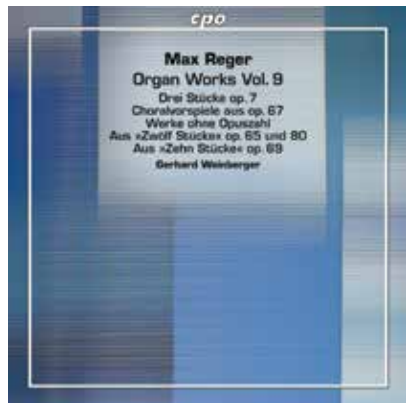 cpo
Max Reger
Organ Works Vol. 9
Drei Stücke op. 7
Choralvorspiele aus op. 67
Werke ohne Opuszahl
Aus »Zwölf Stücke« op. 65 und 80
Aus »Zehn Stücke« op. 69
Gerhard Weinberger